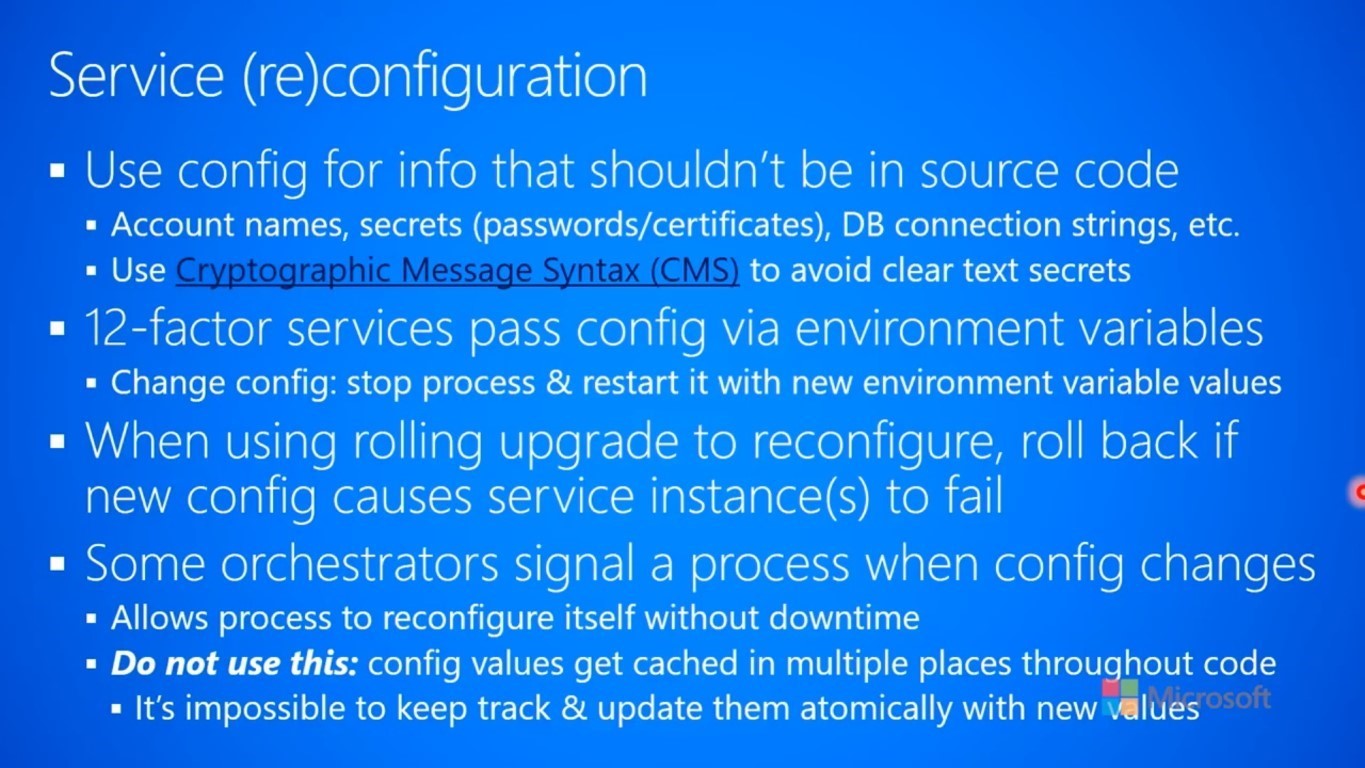 Service (re)configuration
▪ Use config for info that shouldn't be in source code
▪ Account names, secrets (passwords/certificates), DB connection strings, etc.
▪ Use Cryptographic Message Syntax (CMS) to avoid clear text secrets
▪ 12-factor services pass config via environment variables
▪ Change config: stop process & restart it with new environment variable values
▪ When using rolling upgrade to reconfigure, roll back if
new config causes service instance(s) to fail
▪ Some orchestrators signal a process when config changes
▪ Allows process to reconfigure itself without downtime
▪ Do not use this: config values get cached in multiple places throughout code
▪ It's impossible to keep track & update them atomically with new values
Microsoft